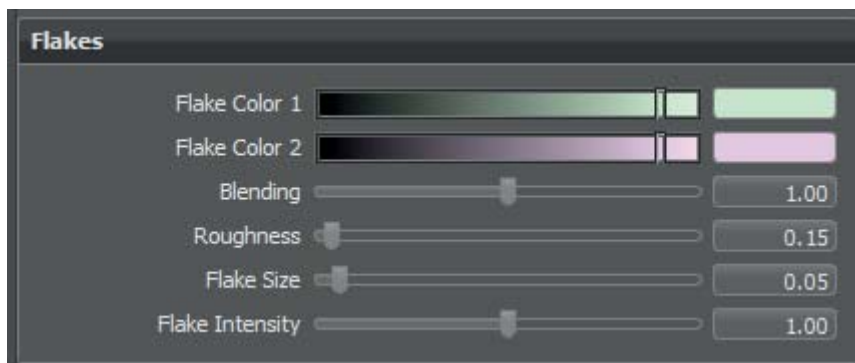 Flakes
Flake Color 1
Flake Color 2
Blending 1.00
Roughness 0.15
Flake Size 0.05
Flake Intensity 1.00